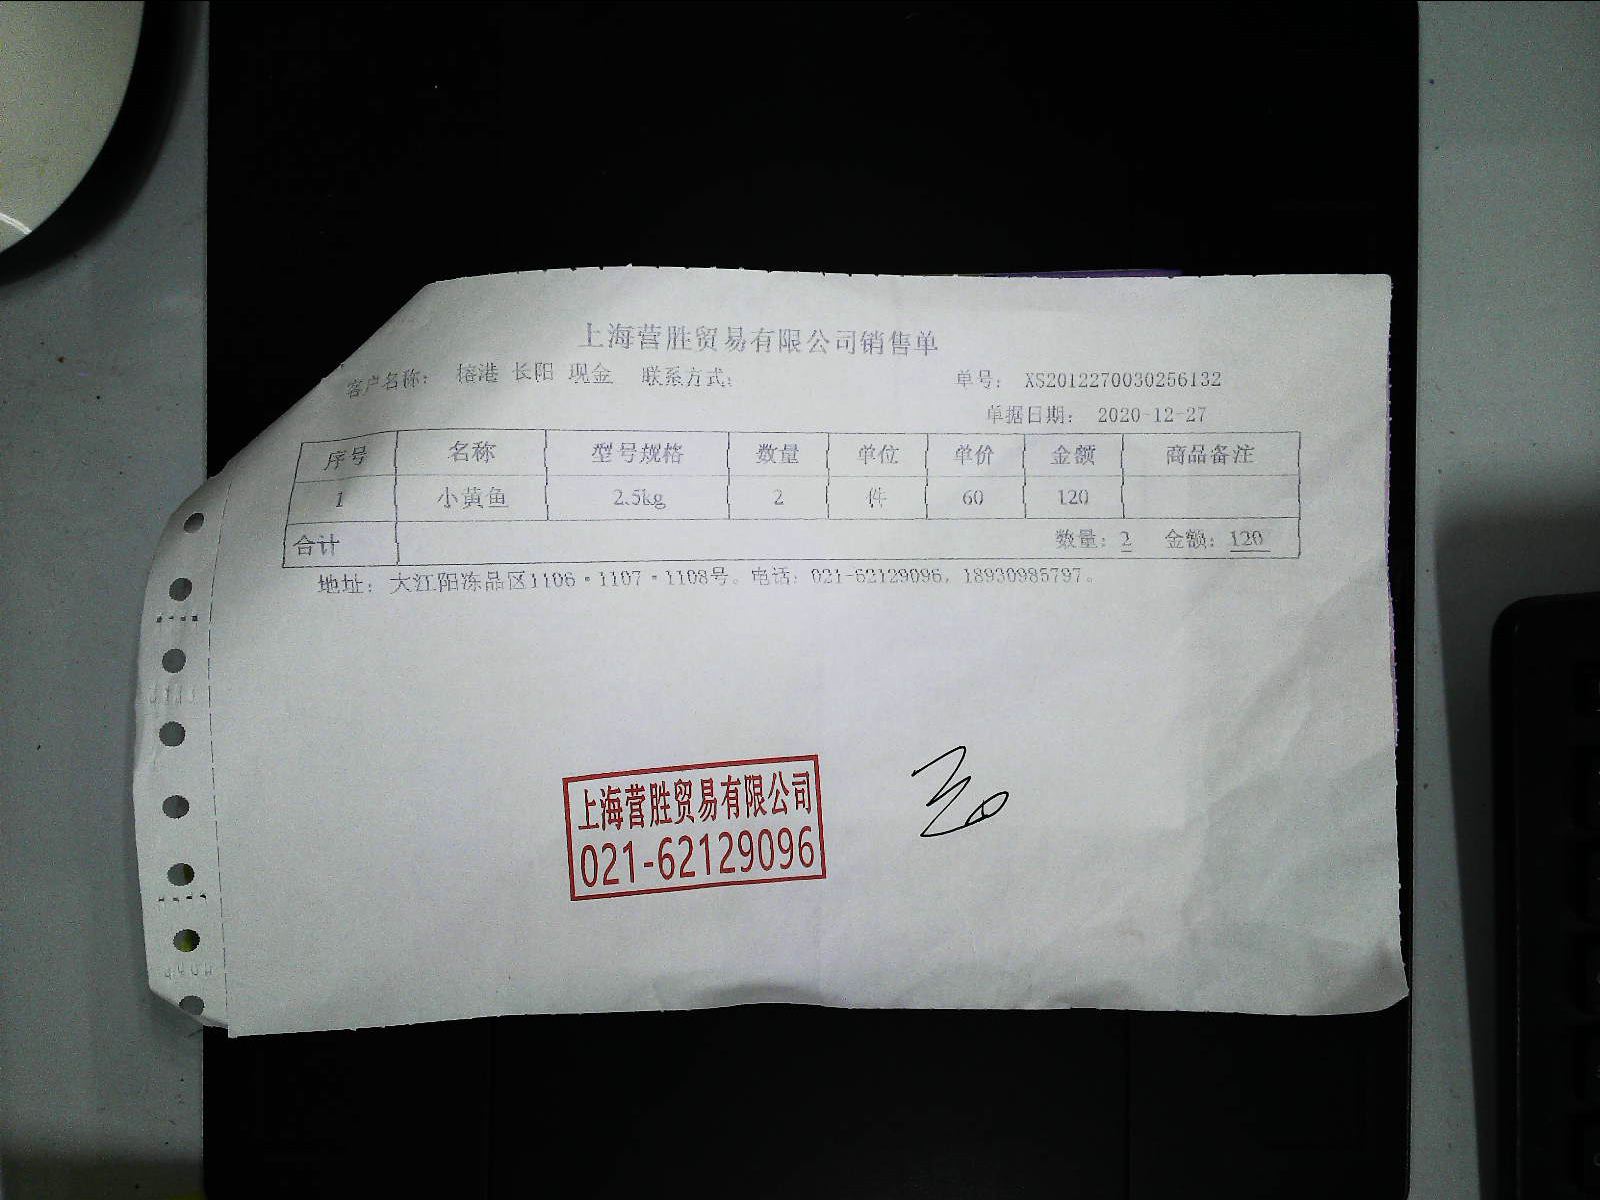 上海营胜贸易有限公司销售单
客户名称： 榕港 长阳 现金 联系方式： 单号： XS2012270030256132
单据日期： 2020-12-27
序号 名称 型号规格 数量 单位 单价 金额 商品备注
1 小黄鱼 2.5kg 2 件 60 120
合计 数量：2 金额：120
地址： 大江阳冻品区1106·1107·1108号。电话：021-62129096，18930985797。
上海营胜贸易有限公司
021-62129096